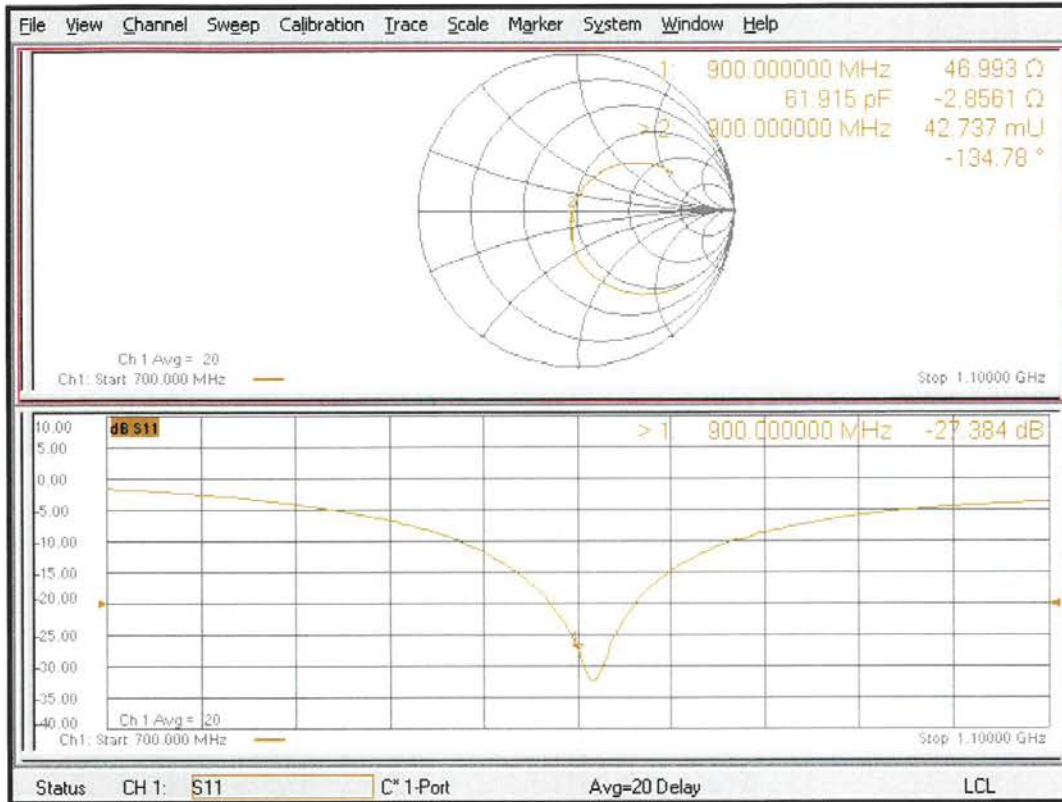 File View Channel Sweep Calibration Trace Scale Marker System Window Help
1: 900.000000 MHz 46.993 Ω
61.915 pF -2.8561 Ω
> 2: 900.000000 MHz 42.737 mU
-134.78 °
Ch 1 Avg = 20
Ch1: Start 700.000 MHz Stop 1.10000 GHz
10.00 dB S11 > 1: 900.000000 MHz -27.384 dB
5.00
0.00
-5.00
-10.00
-15.00
-20.00
-25.00
-30.00
-35.00
-40.00 Ch 1 Avg = 20
Ch1: Start 700.000 MHz Stop 1.10000 GHz
Status CH 1: S11 C* 1-Port Avg=20 Delay LCL